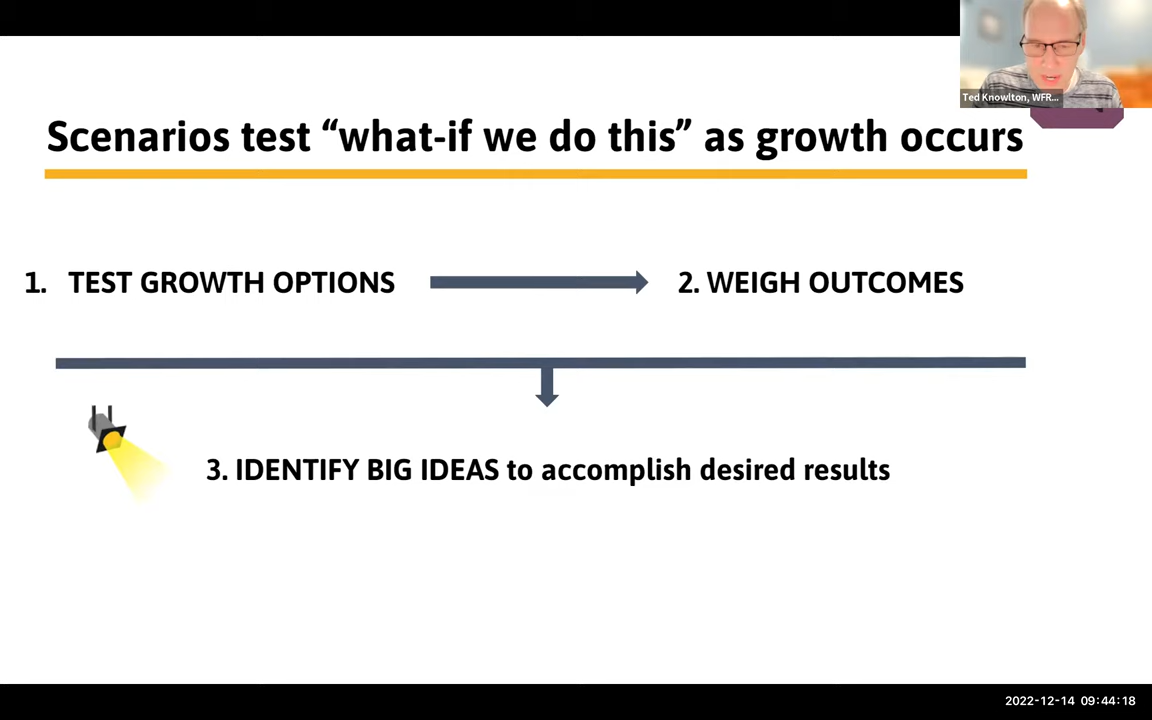 Ted Knowlton, WFR...
Scenarios test “what-if we do this” as growth occurs
1. TEST GROWTH OPTIONS
2. WEIGH OUTCOMES
3. IDENTIFY BIG IDEAS to accomplish desired results
2022-12-14 09:44:18